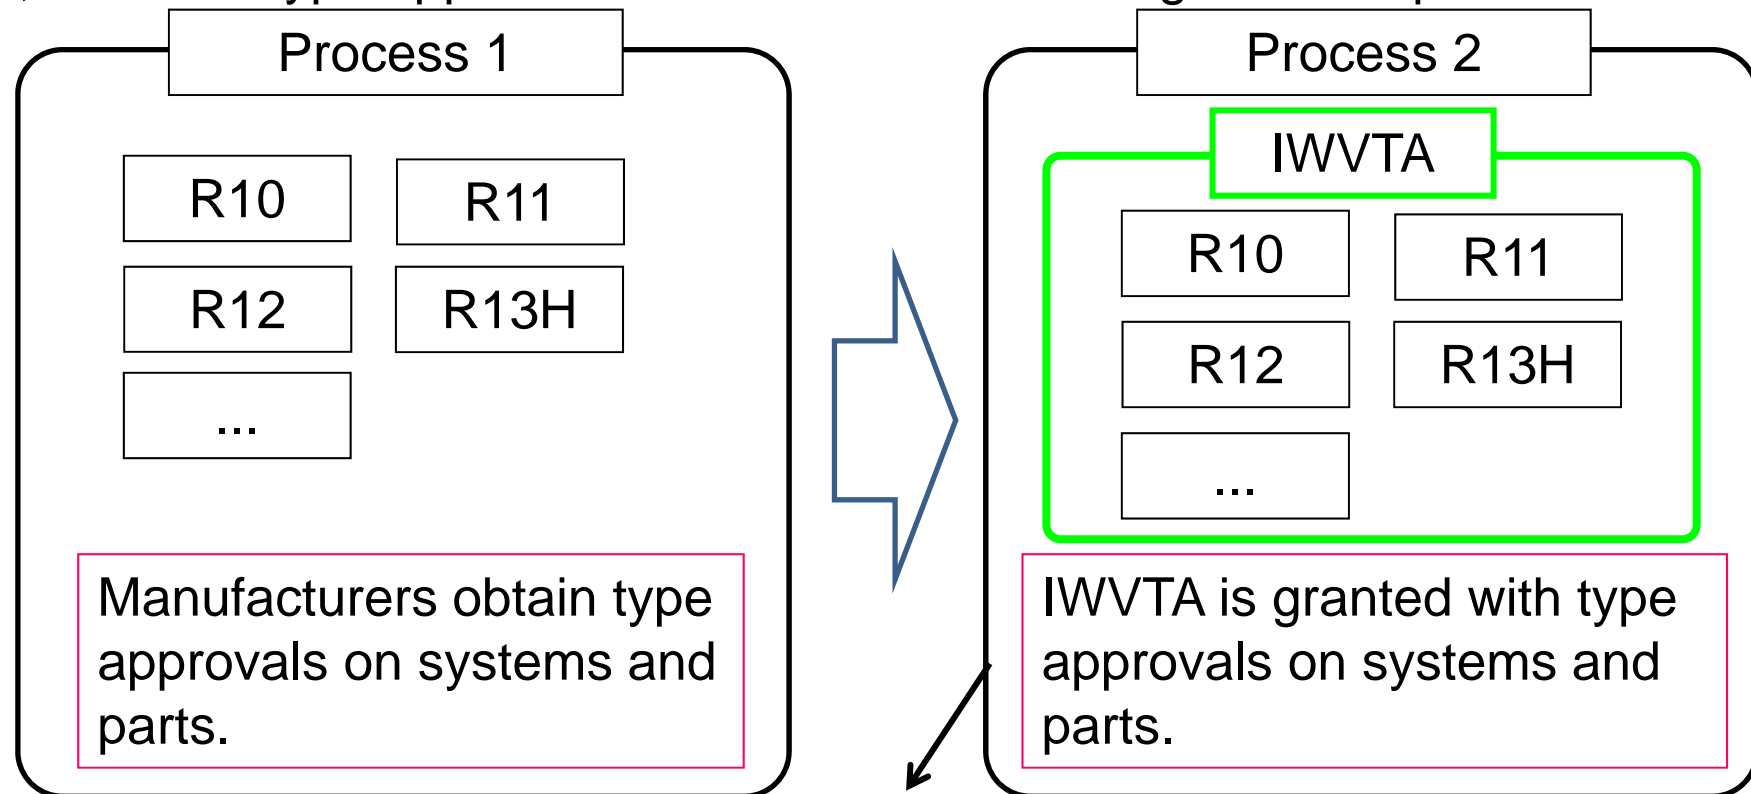 Process 1
R10
R11
R12
R13H
...
Manufacturers obtain type
approvals on systems and
parts.
Process 2
IWVTA
R10
R11
R12
R13H
...
IWVTA is granted with type
approvals on systems and
parts.